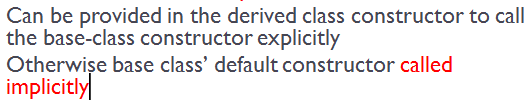 Can be provided in the derived class constructor to call
the base-class constructor explicitly
Otherwise base class’ default constructor called
implicitly